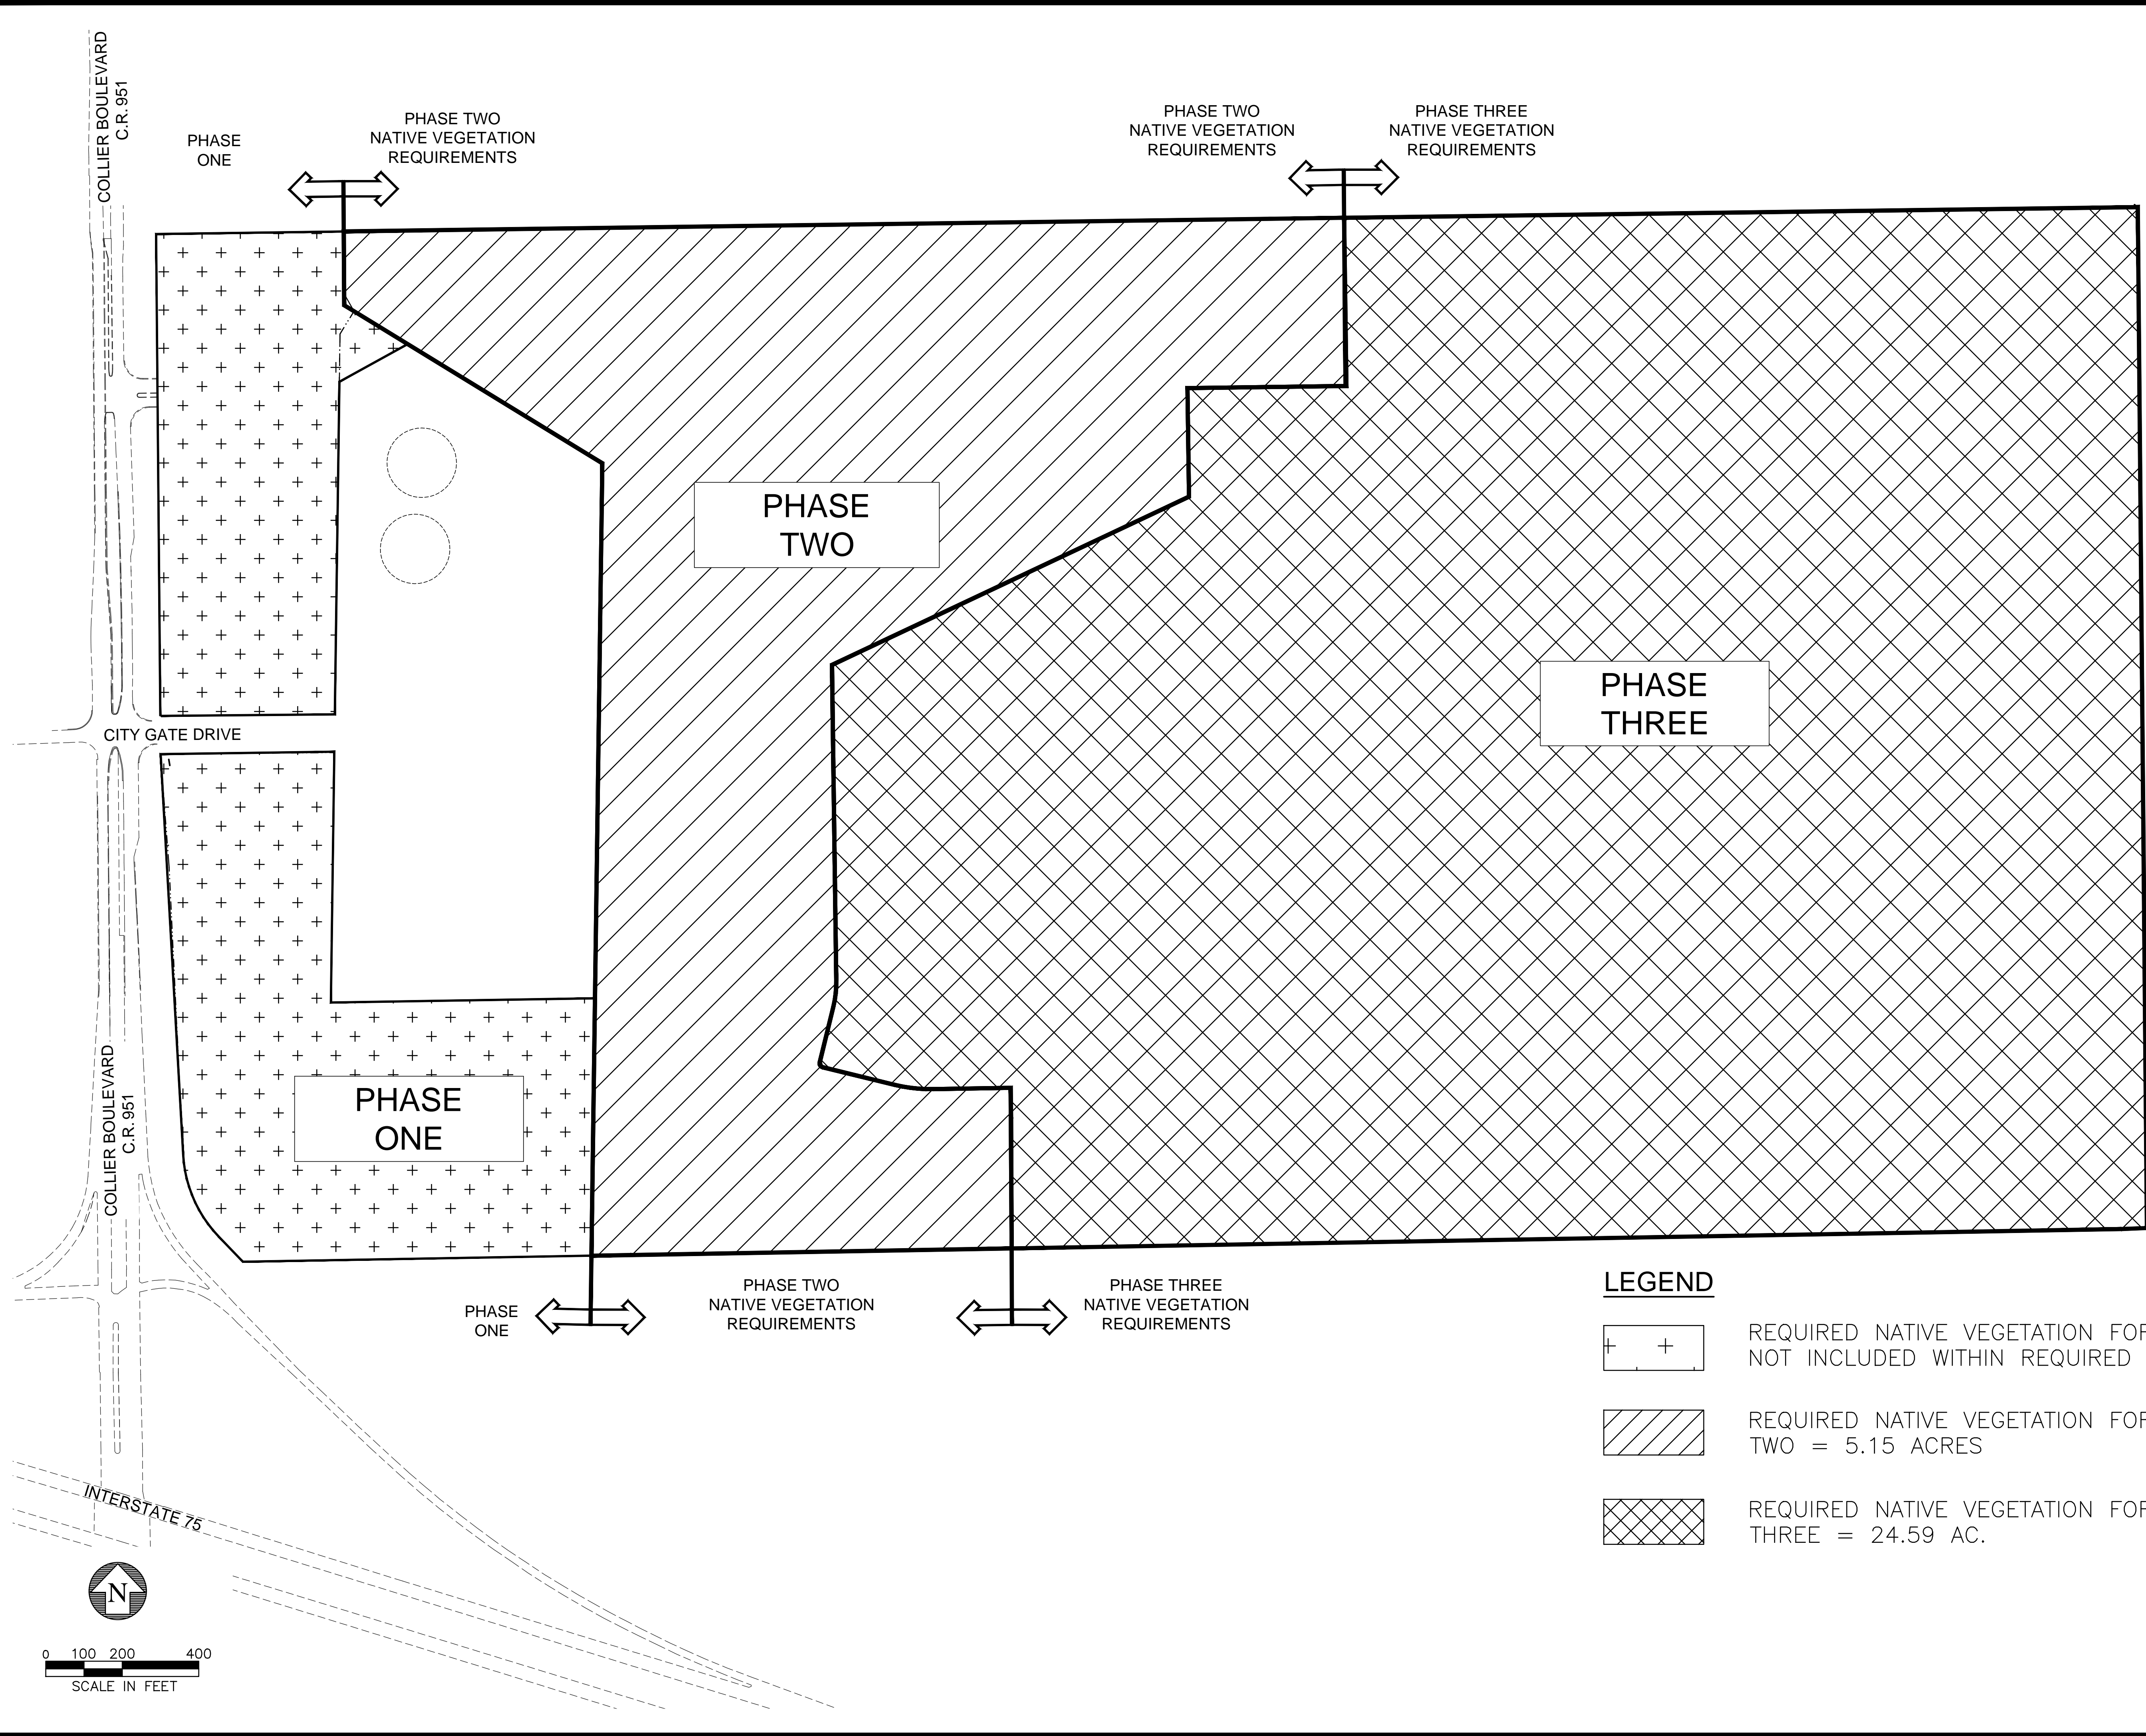 COLLIER BOULEVARD
C.R. 951
PHASE
ONE
PHASE TWO
NATIVE VEGETATION
REQUIREMENTS
PHASE TWO
NATIVE VEGETATION
REQUIREMENTS
PHASE THREE
NATIVE VEGETATION
REQUIREMENTS
PHASE
TWO
PHASE
THREE
CITY GATE DRIVE
COLLIER BOULEVARD
C.R. 951
PHASE
ONE
PHASE
ONE
PHASE TWO
NATIVE VEGETATION
REQUIREMENTS
PHASE THREE
NATIVE VEGETATION
REQUIREMENTS
LEGEND
REQUIRED NATIVE VEGETATION FOR
NOT INCLUDED WITHIN REQUIRED
REQUIRED NATIVE VEGETATION FOR
TWO = 5.15 ACRES
REQUIRED NATIVE VEGETATION FOR
THREE = 24.59 AC.
INTERSTATE 75
N
0 100 200 400
SCALE IN FEET